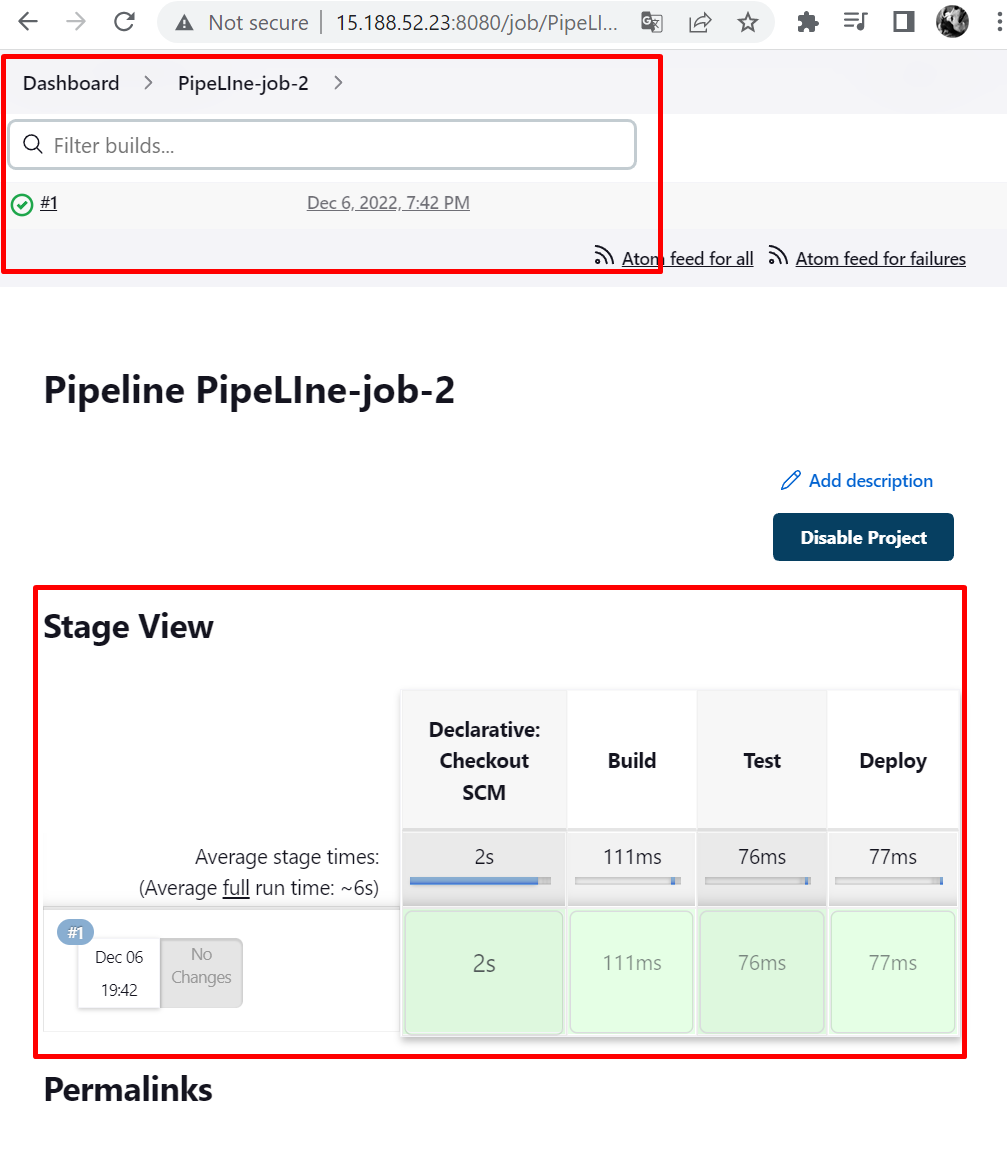 Not secure 15.188.52.23:8080/job/PipeLI...
Dashboard PipeLIne-job-2
Filter builds...
#1 Dec 6, 2022, 7:42 PM
Atom feed for all Atom feed for failures
Pipeline PipeLIne-job-2
Add description
Disable Project
Stage View
Declarative:
Checkout
SCM
Build
Test
Deploy
Average stage times:
(Average full run time: ~6s)
2s 111ms 76ms 77ms
#1
Dec 06
19:42
No
Changes
2s 111ms 76ms 77ms
Permalinks